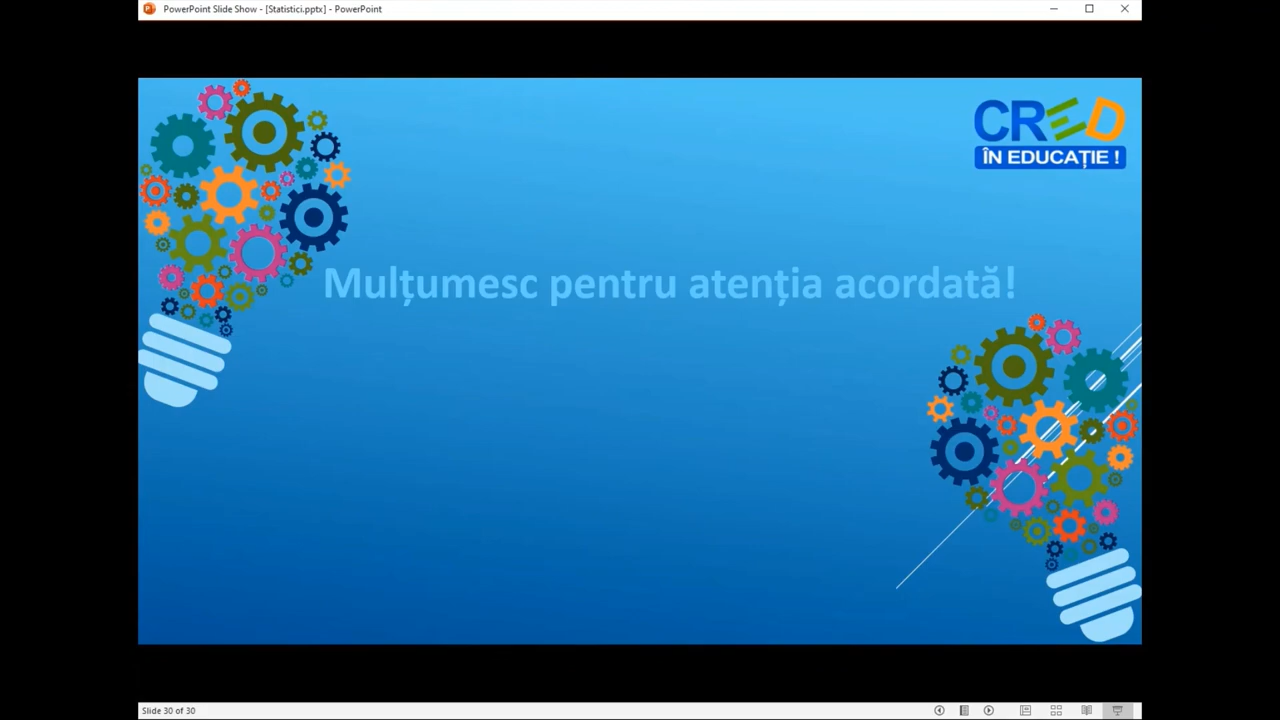 PowerPoint Slide Show - [Statistici.pptx] - PowerPoint
CRED
ÎN EDUCAȚIE !
Mulțumesc pentru atenția acordată!
Slide 30 of 30